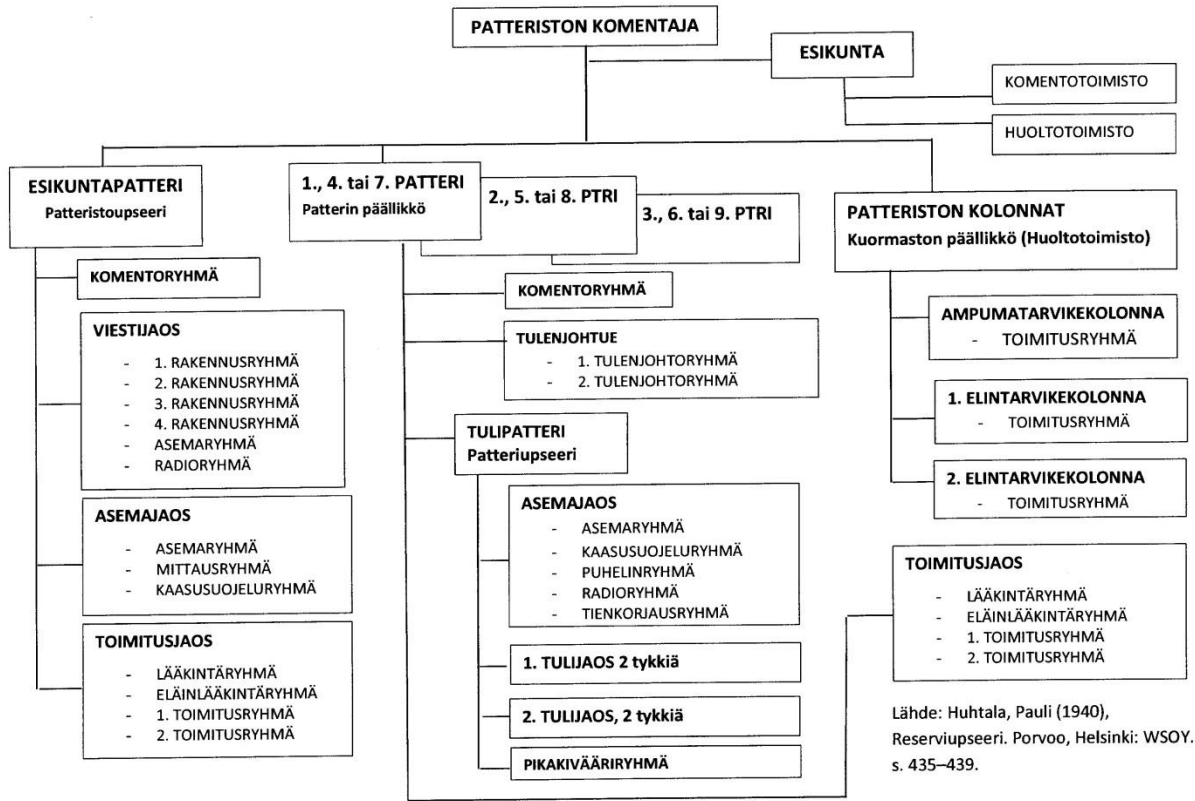 PATTERISTON KOMENTAJA
ESIKUNTA
KOMENTOTOIMISTO
HUOLTOTOIMISTO
ESIKUNTAPATTERI
Patteristoupseeri
KOMENTORYHMÄ
VIESTIJAOS
- 1. RAKENNUSRYHMÄ
- 2. RAKENNUSRYHMÄ
- 3. RAKENNUSRYHMÄ
- 4. RAKENNUSRYHMÄ
- ASEMARYHMÄ
- RADIORYHMÄ
ASEMAJAOS
- ASEMARYHMÄ
- MITTAUSRYHMÄ
- KAASUSUOJELURYHMÄ
TOIMITUSJAOS
- LÄÄKINTÄRYHMÄ
- ELÄINLÄÄKINTÄRYHMÄ
- 1. TOIMITUSRYHMÄ
- 2. TOIMITUSRYHMÄ
1., 4. tai 7. PATTERI
Patterin päällikkö
2., 5. tai 8. PTRI
3., 6. tai 9. PTRI
KOMENTORYHMÄ
TULENJOHTUE
- 1. TULENJOHTORYHMÄ
- 2. TULENJOHTORYHMÄ
TULIPATTERI
Patteriupseeri
ASEMAJAOS
- ASEMARYHMÄ
- KAASUSUOJELURYHMÄ
- PUHELINRYHMÄ
- RADIORYHMÄ
- TIENKORJAUSRYHMÄ
1. TULIJAOS 2 tykkiä
2. TULIJAOS, 2 tykkiä
PIKAKIVÄÄRIRYHMÄ
PATTERISTON KOLONNAT
Kuormaston päällikkö (Huoltotoimisto)
AMPUMATARVIKEKOLONNA
- TOIMITUSRYHMÄ
1. ELINTARVIKEKOLONNA
- TOIMITUSRYHMÄ
2. ELINTARVIKEKOLONNA
- TOIMITUSRYHMÄ
TOIMITUSJAOS
- LÄÄKINTÄRYHMÄ
- ELÄINLÄÄKINTÄRYHMÄ
- 1. TOIMITUSRYHMÄ
- 2. TOIMITUSRYHMÄ
Lähde: Huhtala, Pauli (1940),
Reserviupseeri. Porvoo, Helsinki: WSOY.
s. 435–439.